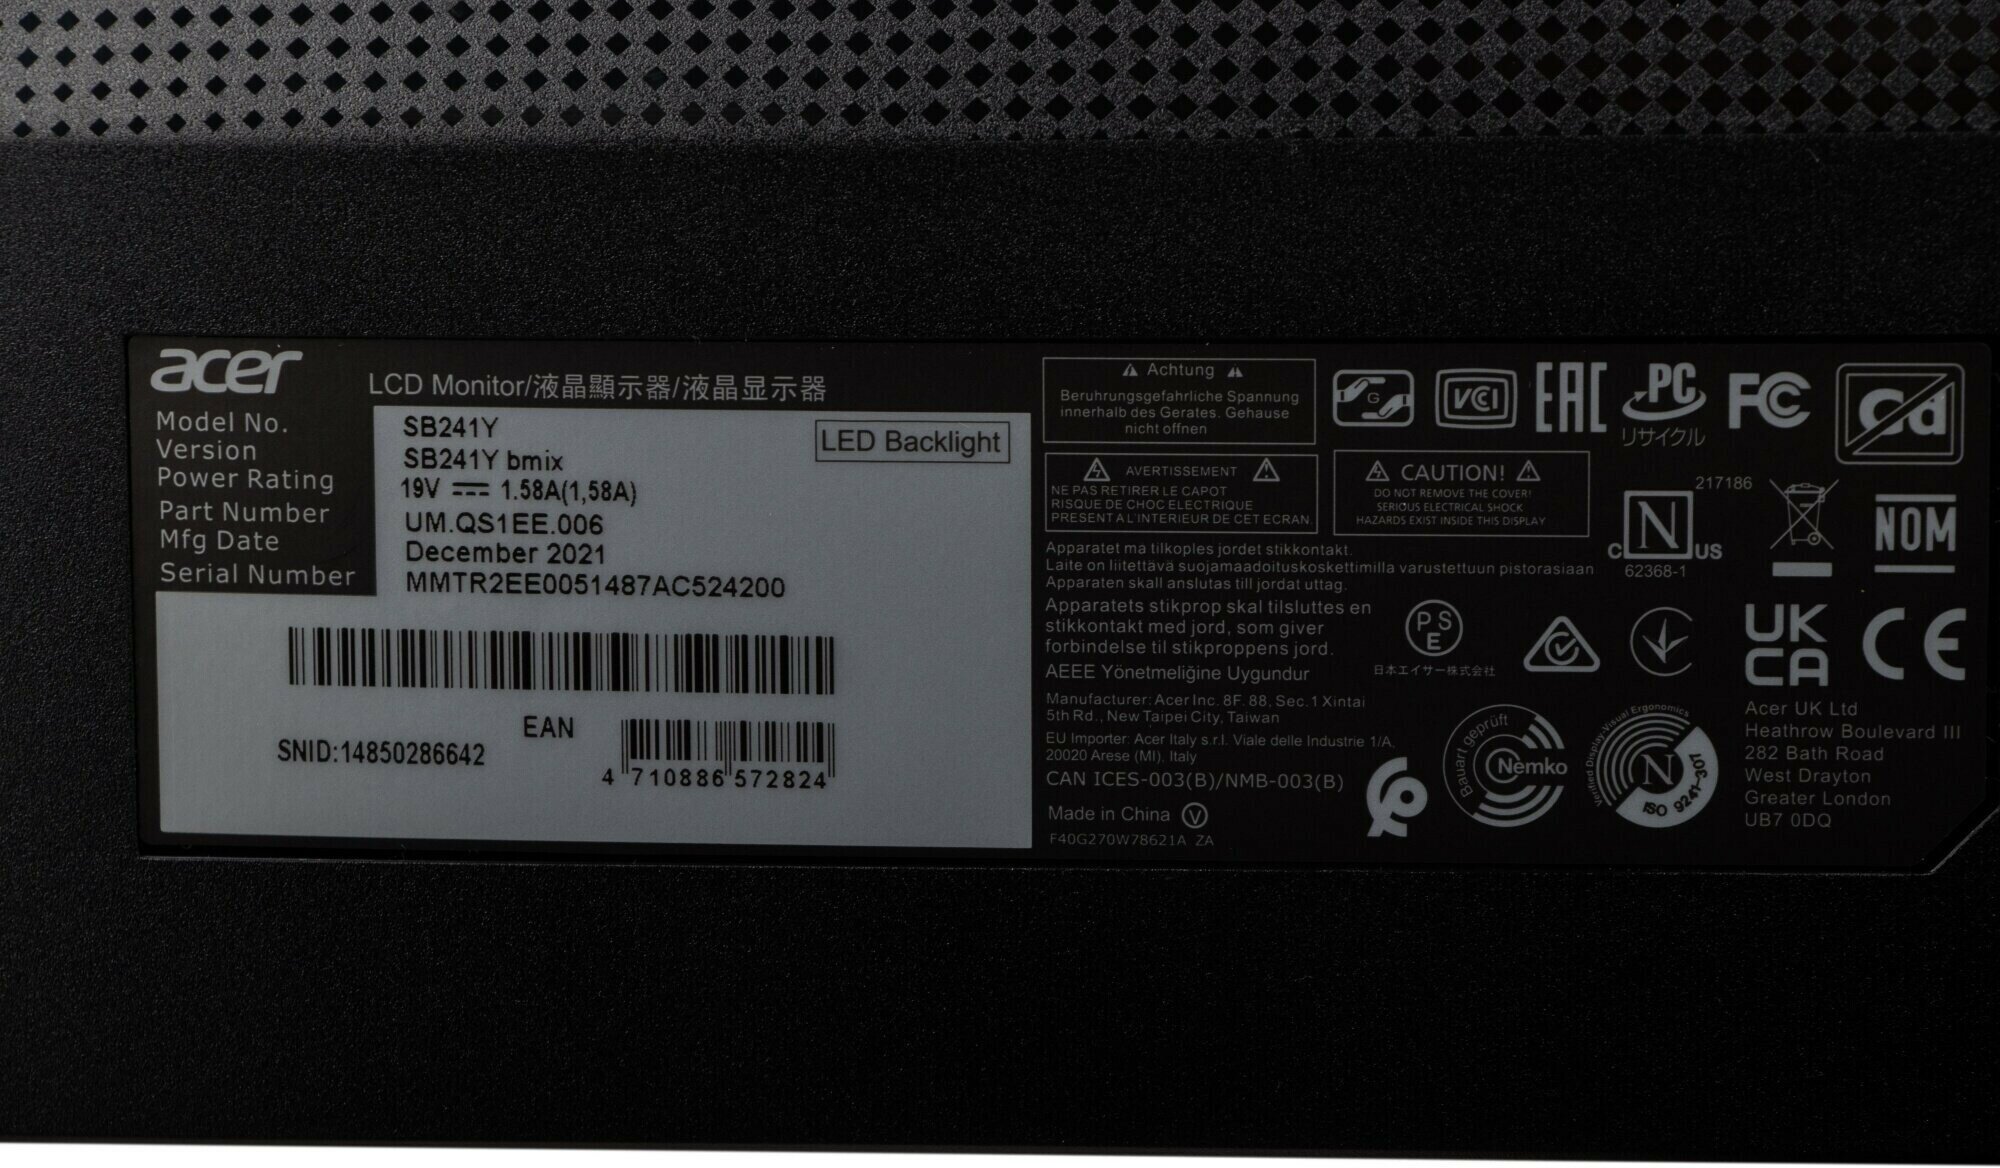 acer
LCD Monitor/液晶顯示器/液晶显示器
Model No.
SB241Y
Version
SB241Y bmix
Power Rating
19V ⎓ 1.58A(1,58A)
Part Number
UM.QS1EE.006
Mfg Date
December 2021
Serial Number
MMTR2EE0051487AC524200
LED Backlight
SNID:14850286642
EAN
4 710886 572824
Achtung
Beruhrungsgefahrliche Spannung
innerhalb des Gerates. Gehause
nicht offnen
AVERTISSEMENT
NE PAS RETIRER LE CAPOT
RISQUE DE CHOC ELECTRIQUE
PRESENT A L'INTERIEUR DE CET ECRAN.
CAUTION!
DO NOT REMOVE THE COVER!
SERIOUS ELECTRICAL SHOCK
HAZARDS EXIST INSIDE THIS DISPLAY
Apparatet ma tilkoples jordet stikkontakt.
Laite on liitettävä suojamaadoituskoskettimilla varustettuun pistorasiaan
Apparaten skall anslutas till jordat uttag.
Apparatets stikprop skal tilsluttes en
stikkontakt med jord, som giver
forbindelse til stikproppens jord.
AEEE Yönetmeliğine Uygundur
Manufacturer: Acer Inc. 8F. 88, Sec.1 Xintai
5th Rd., New Taipei City, Taiwan
EU Importer: Acer Italy s.r.l. Viale delle Industrie 1/A,
20020 Arese (MI), Italy
CAN ICES-003(B)/NMB-003(B)
Made in China V
F40G270W78621A ZA
G
VCI
EAC
PC
リサイクル
FC
Cd
217186
N
C US
62368-1
NOM
PS
E
日本エイサー株式会社
UK
CA
CE
Bauart geprüft
Nemko
Verified Display-Visual Ergonomics
N
ISO 9241-307
Acer UK Ltd
Heathrow Boulevard III
282 Bath Road
West Drayton
Greater London
UB7 0DQ